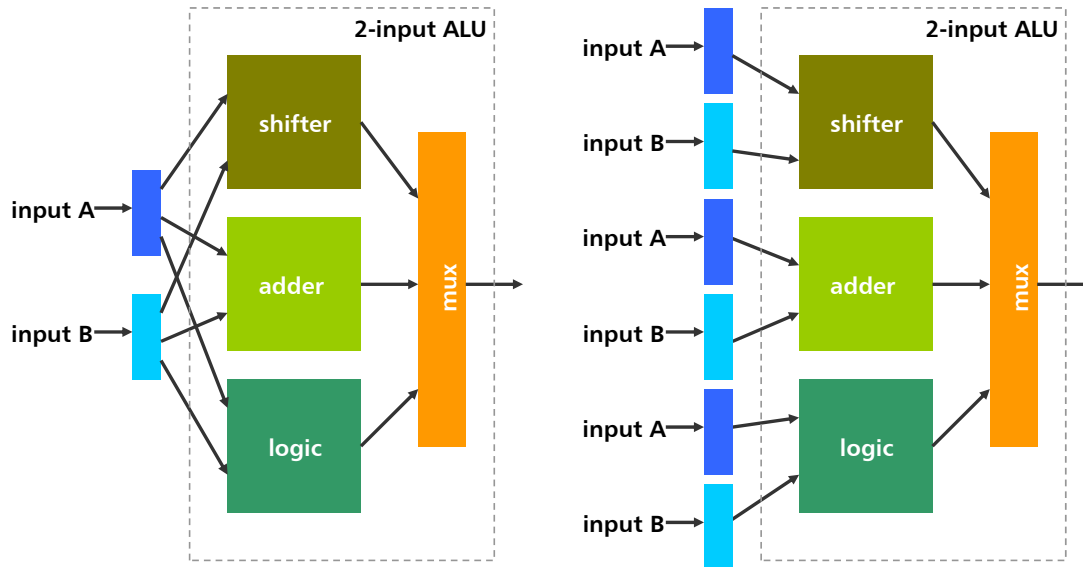 2-input ALU
shifter
input A
adder
mux
input B
logic
2-input ALU
input A
shifter
input B
input A
adder
mux
input B
input A
logic
input B